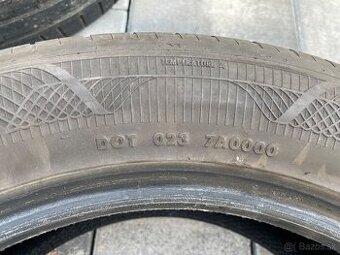 TEMPERATURE
DOT 023 7A0000
Bazos.sk